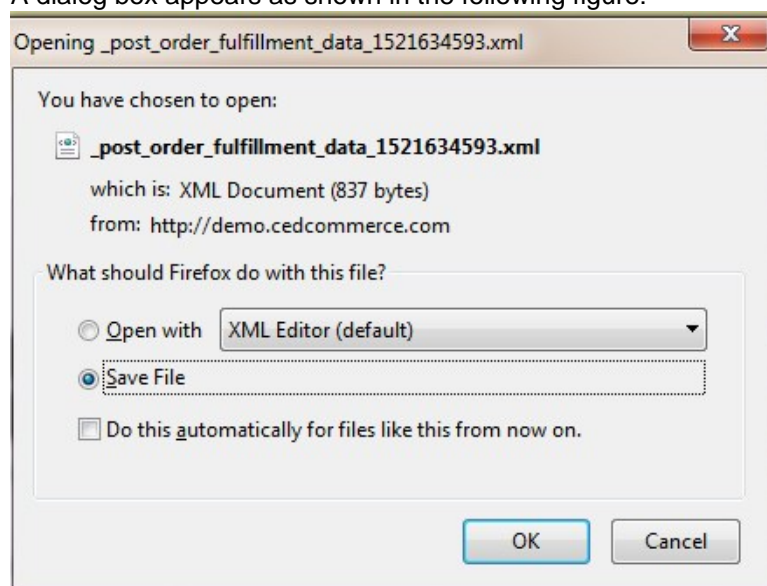 A dialog box appears as shown in the following figure.
Opening _post_order_fulfillment_data_1521634593.xml
x
You have chosen to open:
_post_order_fulfillment_data_1521634593.xml
which is: XML Document (837 bytes)
from: http://demo.cedcommerce.com
What should Firefox do with this file?
Open with XML Editor (default)
Save File
Do this automatically for files like this from now on.
OK Cancel